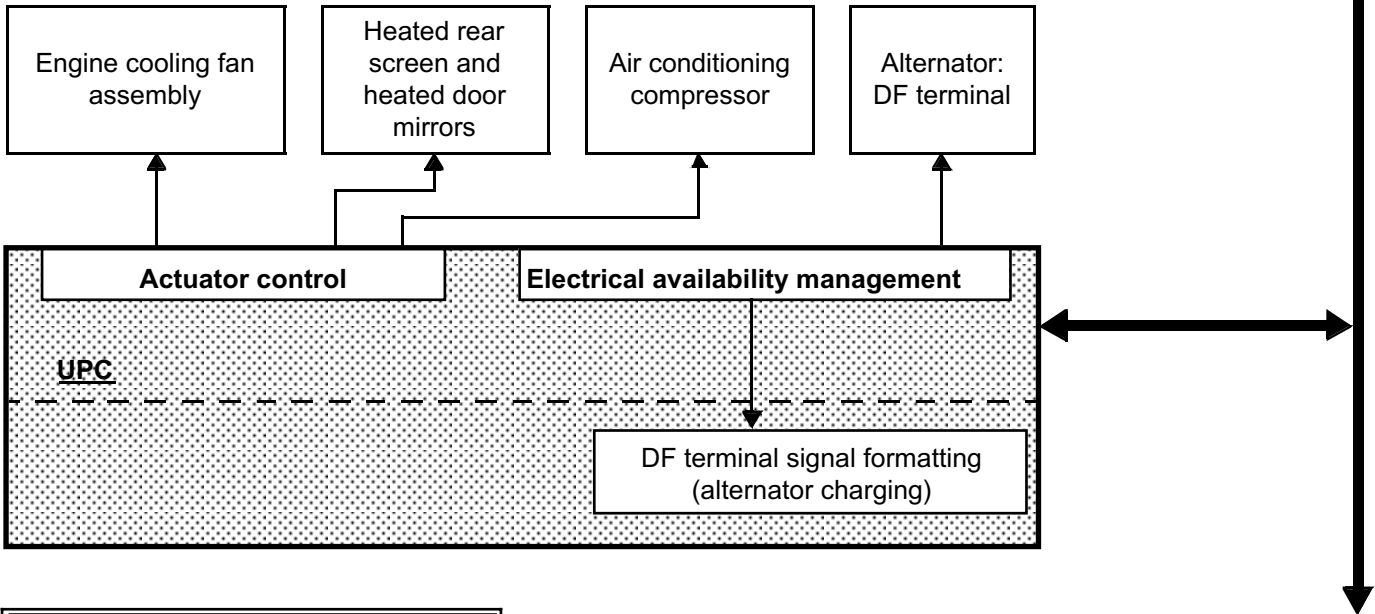 Engine cooling fan
assembly
Heated rear
screen and
heated door
mirrors
Air conditioning
compressor
Alternator:
DF terminal
Actuator control
Electrical availability management
UPC
DF terminal signal formatting
(alternator charging)